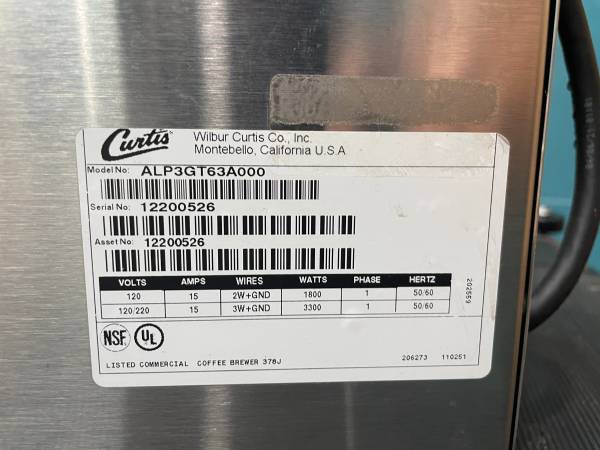 Curtis
Wilbur Curtis Co., Inc.
Montebello, California U.S.A
Model No: ALP3GT63A000
Serial No: 12200526
Asset No: 12200526
VOLTS AMPS WIRES WATTS PHASE HERTZ
120 15 2W+GND 1800 1 50/60
120/220 15 3W+GND 3300 1 50/60
202559
NSF UL
LISTED COMMERCIAL COFFEE BREWER 378J
206273 110251